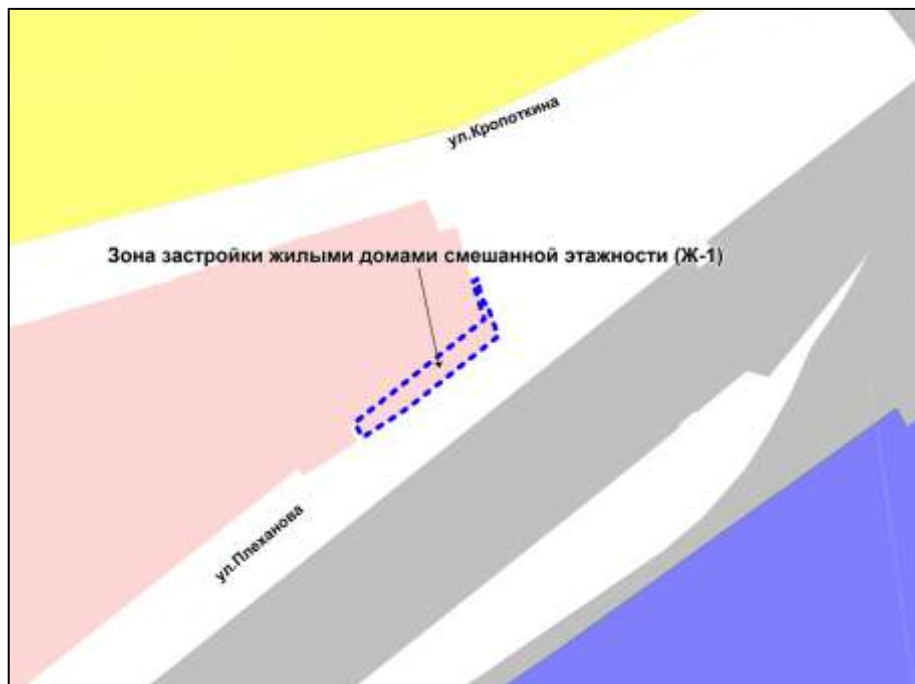 ул.Кропоткина
Зона застройки жилыми домами смешанной этажности (Ж-1)
ул.Плеханова